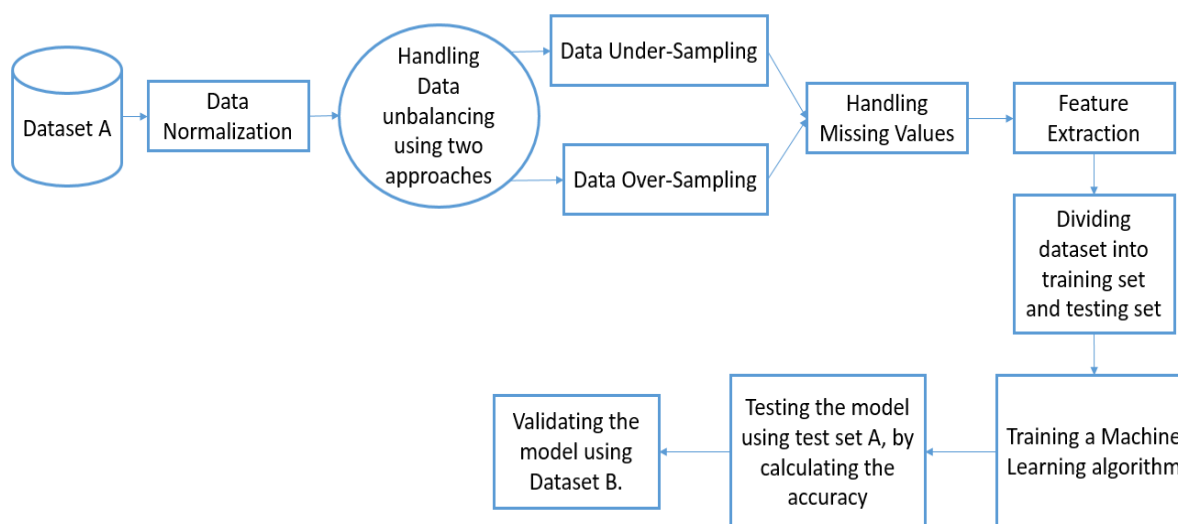 Dataset A
Data
Normalization
Handling
Data
unbalancing
using two
approaches
Data Under-Sampling
Data Over-Sampling
Handling
Missing Values
Feature
Extraction
Dividing
dataset into
training set
and testing set
Training a Machine
Learning algorithm
Testing the model
using test set A, by
calculating the
accuracy
Validating the
model using
Dataset B.